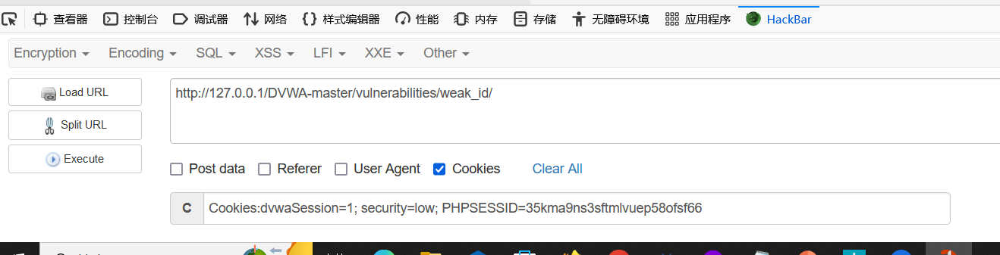 查看器 控制台 调试器 网络 样式编辑器 性能 内存 存储 无障碍环境 应用程序 HackBar
Encryption Encoding SQL XSS LFI XXE Other
Load URL
http://127.0.0.1/DVWA-master/vulnerabilities/weak_id/
Split URL
Execute
Post data Referer User Agent Cookies Clear All
C Cookies:dvwaSession=1; security=low; PHPSESSID=35kma9ns3sftmlvuep58ofsf66